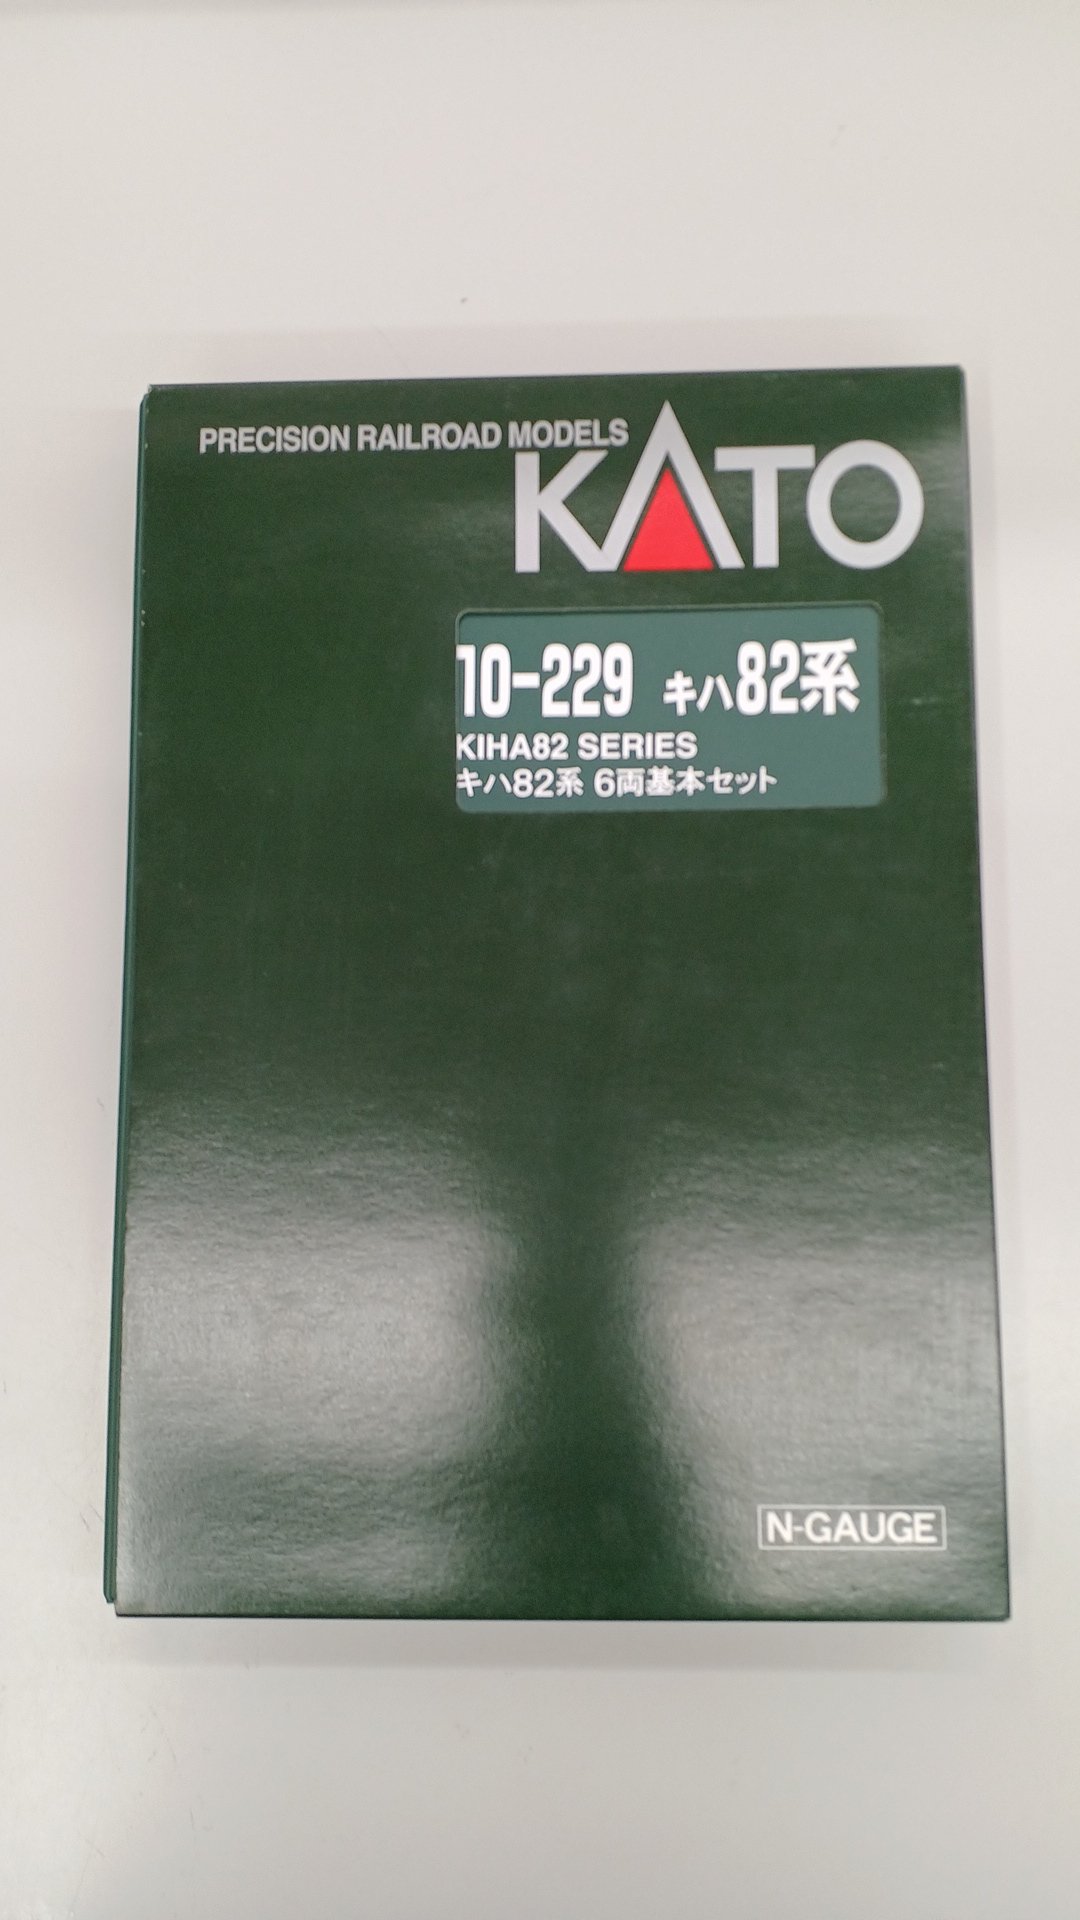 PRECISION RAILROAD MODELS
KATO
10-229 キハ82系
KIHA82 SERIES
キハ82系 6両基本セット
N-GAUGE